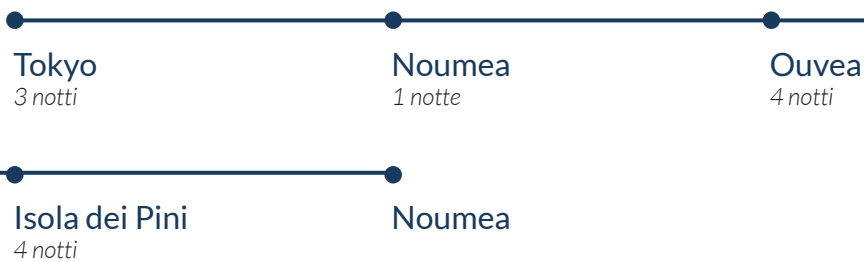 Tokyo Noumea Ouvea
3 notti 1 notte 4 notti
Isola dei Pini Noumea
4 notti